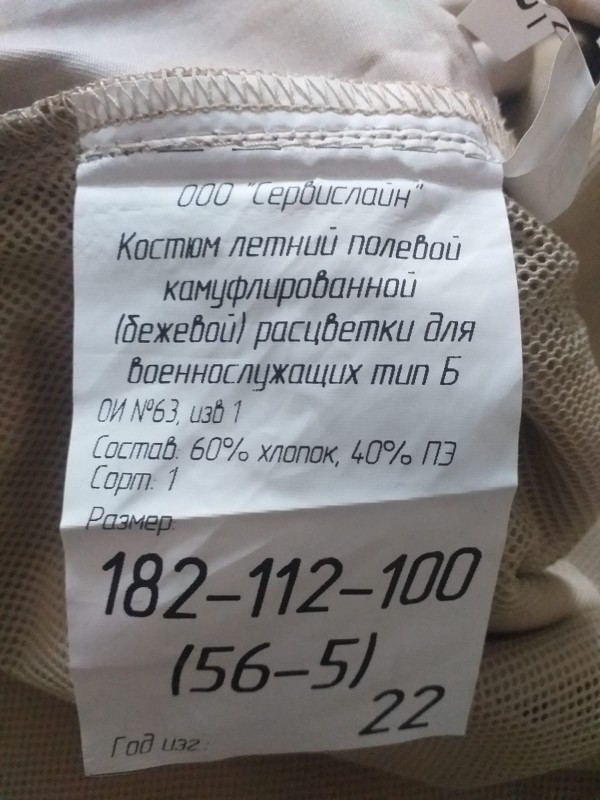 ООО "Сервислайн"
Костюм летний полевой
камуфлированной
(бежевой) расцветки для
военнослужащих тип Б
ОИ №63, изв 1
Состав: 60% хлопок, 40% ПЭ
Сорт: 1
Размер:
182-112-100
(56-5)
22
Год изг.